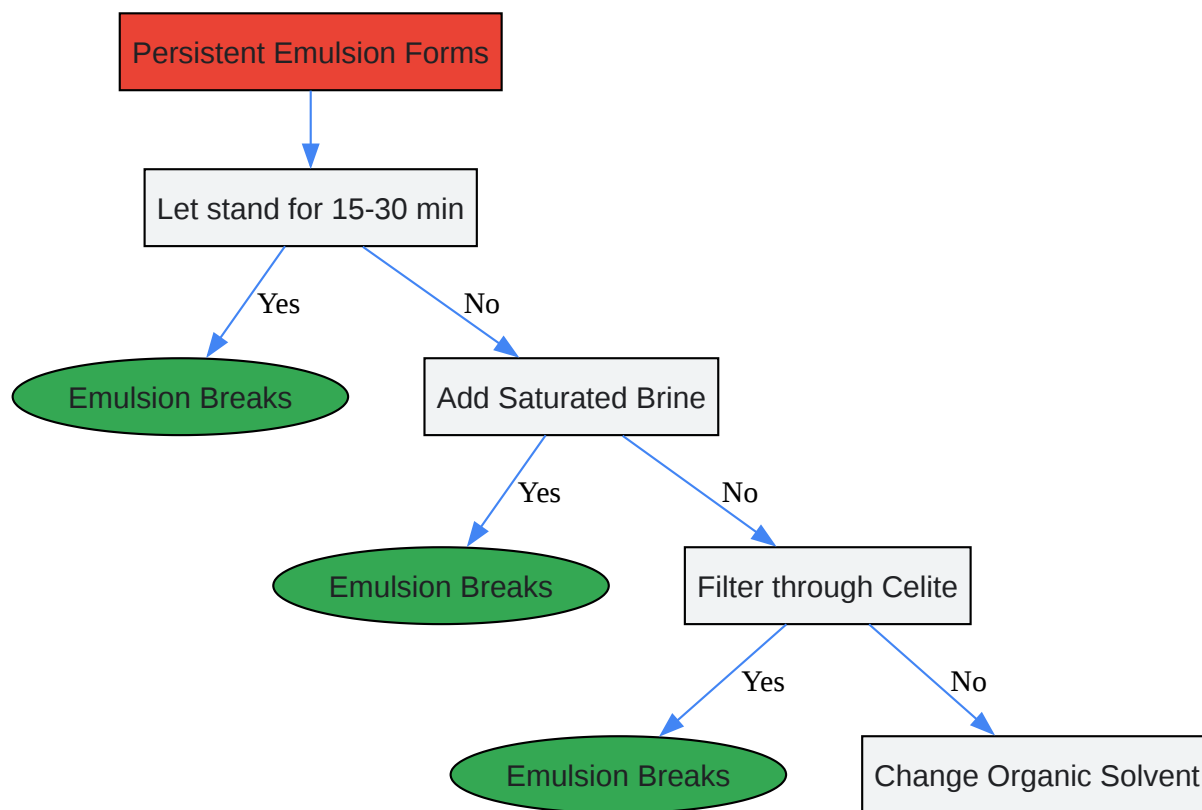 Persistent Emulsion Forms
Let stand for 15-30 min
Yes
No
Emulsion Breaks
Add Saturated Brine
Yes
No
Emulsion Breaks
Filter through Celite
Yes
No
Emulsion Breaks
Change Organic Solvent